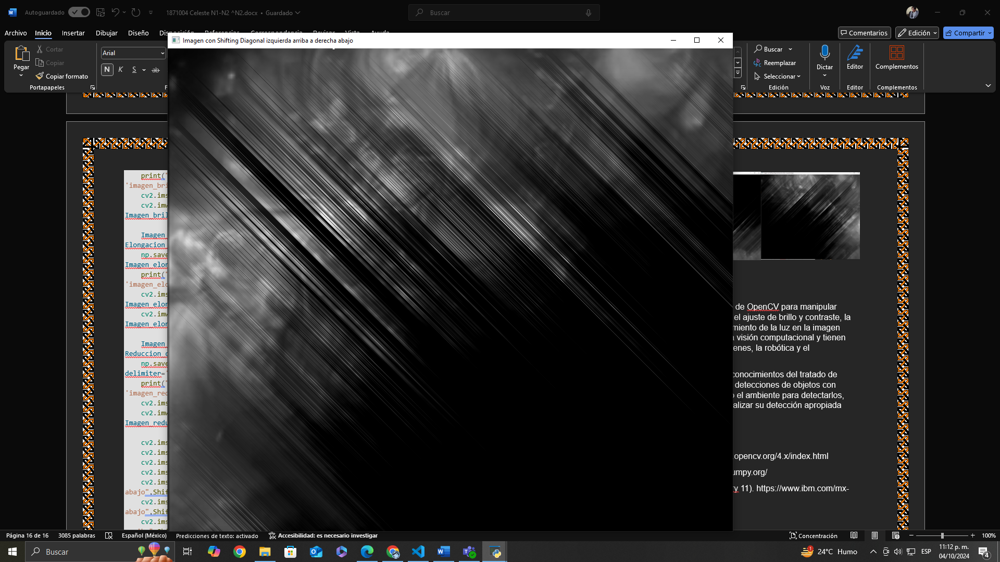 Autoguardado
1871004 Celeste N1-N2 ^N2.docx • Guardado
Buscar
Archivo Inicio Insertar Dibujar Diseño
Comentarios Edición Compartir
Imagen con Shifting Diagonal izquierda arriba a derecha abajo
Pegar
Cortar
Copiar
Copiar formato
Portapapeles
Arial
N K S ab
Buscar
Reemplazar
Seleccionar
Edición
Dictar
Voz
Editor
Editor
Complementos
Complementos
print("
'imagen_bri
cv2.ims
cv2.imw
Imagen_bril
Imagen_
Elongacion_
np.save
Imagen_elon
print("
'imagen_elo
cv2.ims
Imagen_elon
cv2.imw
Imagen_elon
Imagen_
Reduccion_c
np.save
delimiter='
print("
'imagen_red
cv2.ims
cv2.imw
Imagen_redu
cv2.ims
cv2.ims
cv2.ims
cv2.ims
cv2.ims
abajo",Shif
cv2.ims
abajo",Shif
cv2.ims
de OpenCV para manipular
el ajuste de brillo y contraste, la
miento de la luz en la imagen
visión computacional y tienen
enes, la robótica y el
conocimientos del tratado de
detecciones de objetos con
o el ambiente para detectarlos,
alizar su detección apropiada
opencv.org/4.x/index.html
umpy.org/
ry 11). https://www.ibm.com/mx-
Página 16 de 16 3085 palabras Español (México) Predicciones de texto: activado Accesibilidad: es necesario investigar
Concentración 100%
Buscar
1
24°C Humo
ESP
11:12 p. m.
04/10/2024
4